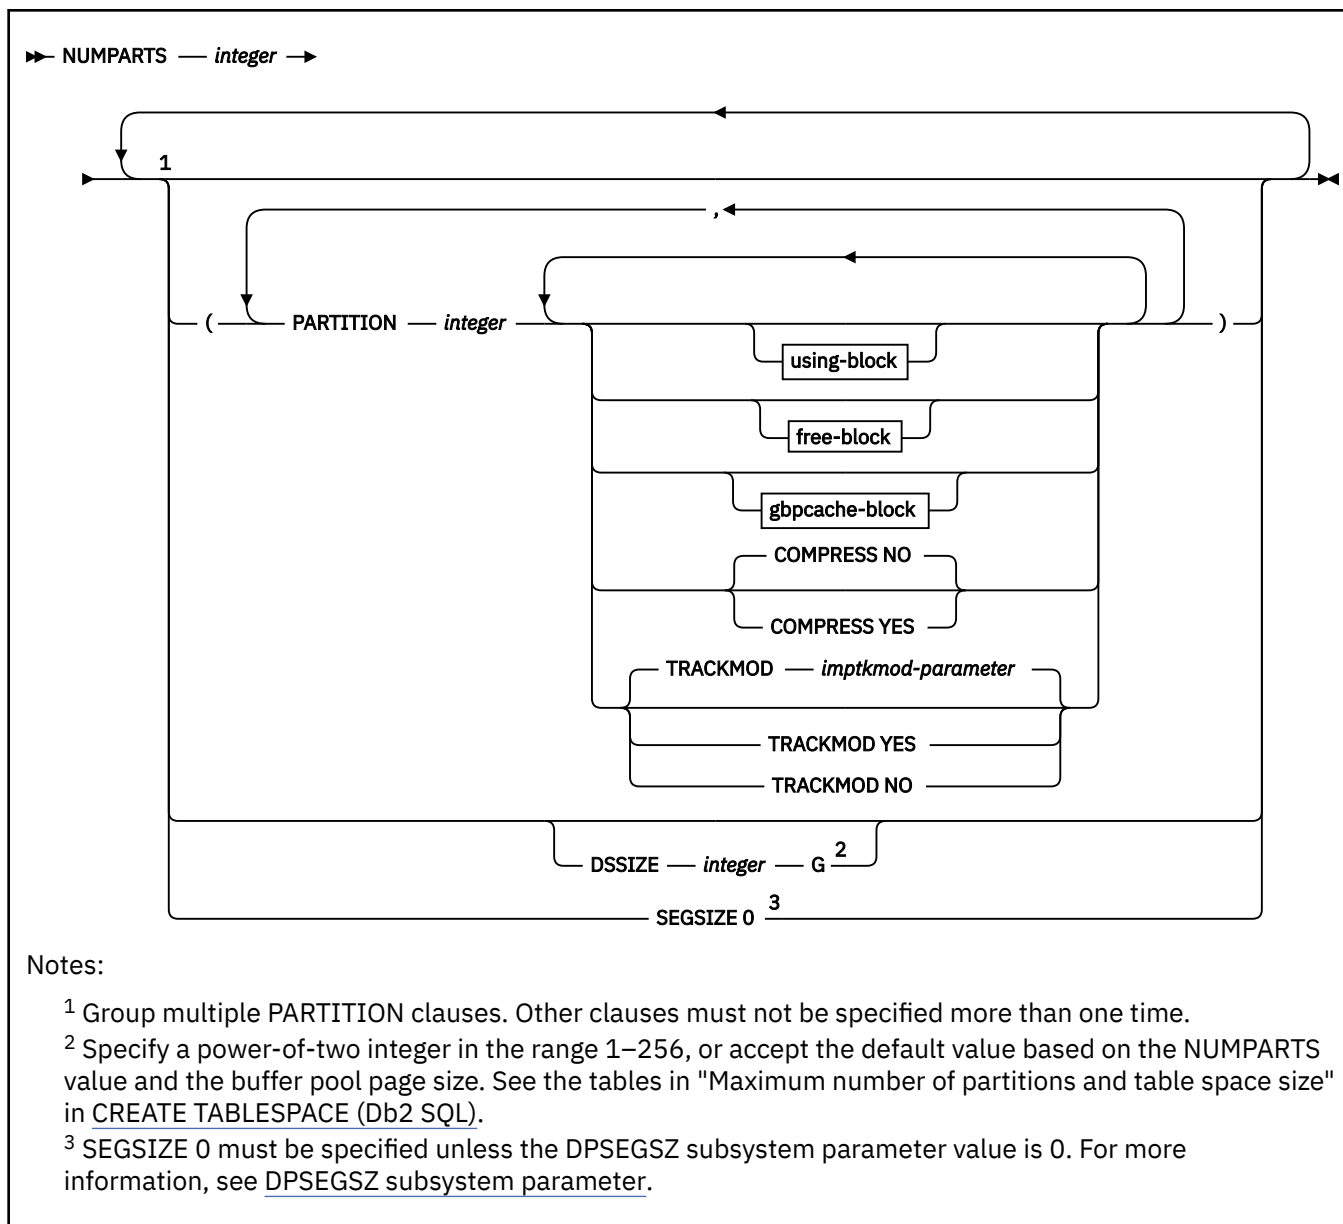 NUMPARTS integer
1
,
( PARTITION integer )
using-block
free-block
gbpcache-block
COMPRESS NO
COMPRESS YES
TRACKMOD imptkmod-parameter
TRACKMOD YES
TRACKMOD NO
DSSIZE integer G 2
SEGSIZE 0 3
Notes:
1 Group multiple PARTITION clauses. Other clauses must not be specified more than one time.
2 Specify a power-of-two integer in the range 1–256, or accept the default value based on the NUMPARTS
value and the buffer pool page size. See the tables in "Maximum number of partitions and table space size"
in CREATE TABLESPACE (Db2 SQL).
3 SEGSIZE 0 must be specified unless the DPSEGSZ subsystem parameter value is 0. For more
information, see DPSEGSZ subsystem parameter.